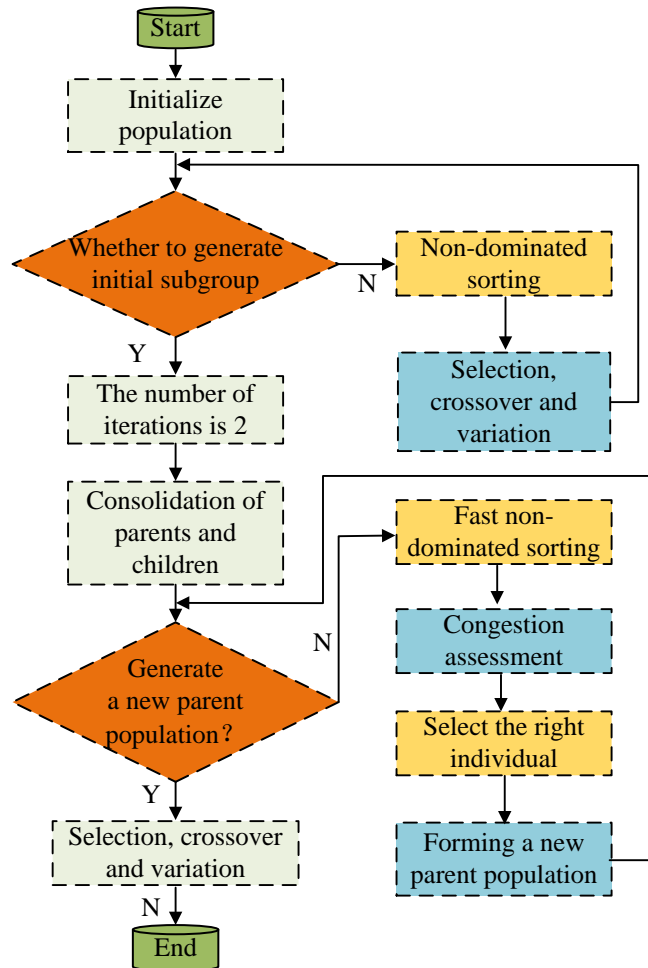 Start
Initialize
population
Whether to generate
initial subgroup
N
Non-dominated
sorting
Y
Selection,
crossover and
variation
The number of
iterations is 2
Consolidation of
parents and
children
Fast non-
dominated sorting
N
Congestion
assessment
Generate
a new parent
population?
Select the right
individual
Y
Selection, crossover
and variation
Forming a new
parent population
N
End